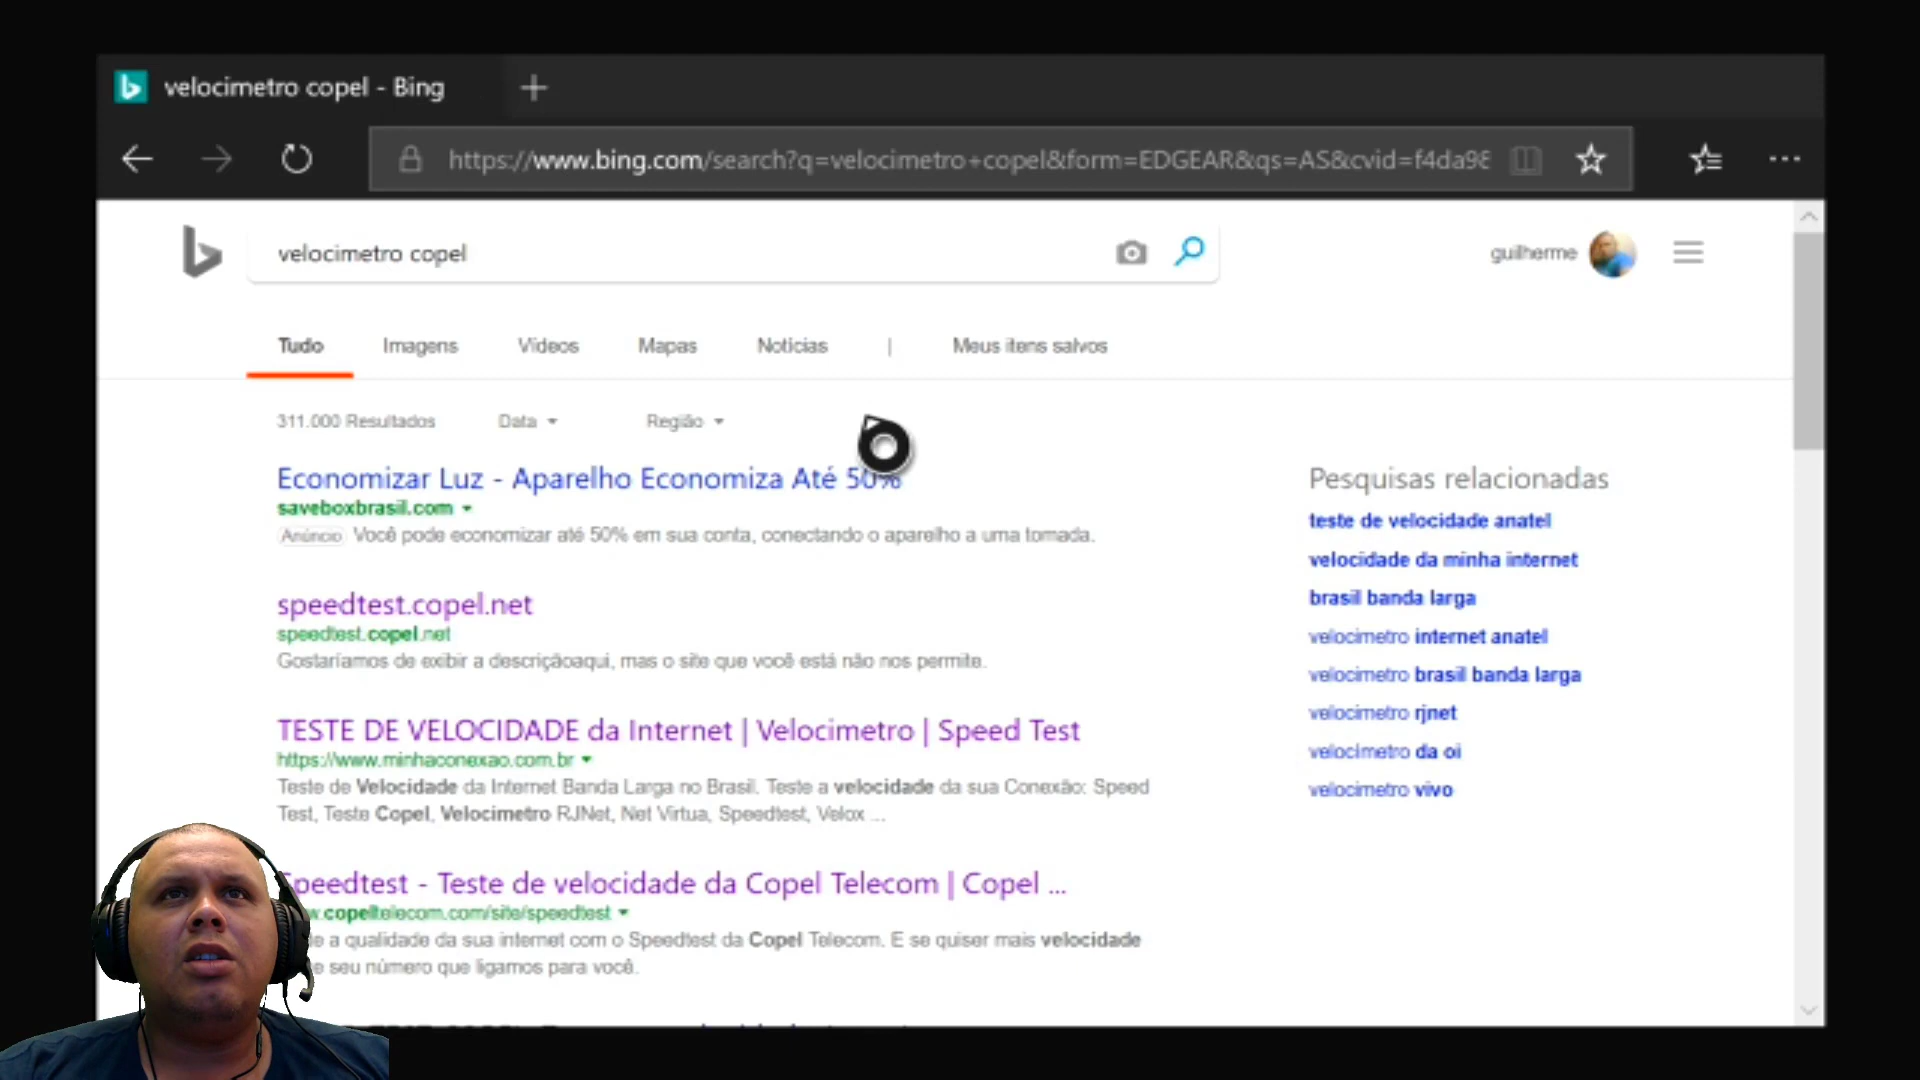 velocimetro copel - Bing
https://www.bing.com/search?q=velocimetro+copel&form=EDGEAR&qs=AS&cvid=f4da98
velocimetro copel
guilherme
Tudo Imagens Vídeos Mapas Notícias | Meus itens salvos
311.000 Resultados Data Região
Economizar Luz - Aparelho Economiza Até 50%
saveboxbrasil.com
Anúncio Você pode economizar até 50% em sua conta, conectando o aparelho a uma tomada.
speedtest.copel.net
speedtest.copel.net
Gostaríamos de exibir a descriçãoaqui, mas o site que você está não nos permite.
TESTE DE VELOCIDADE da Internet | Velocimetro | Speed Test
https://www.minhaconexao.com.br
Teste de Velocidade da Internet Banda Larga no Brasil. Teste a velocidade da sua Conexão: Speed
Test, Teste Copel, Velocimetro RJNet, Net Virtua, Speedtest, Velox ...
Speedtest - Teste de velocidade da Copel Telecom | Copel ...
w.copeltelecom.com/site/speedtest
a qualidade da sua internet com o Speedtest da Copel Telecom. E se quiser mais velocidade
e seu número que ligamos para você.
Pesquisas relacionadas
teste de velocidade anatel
velocidade da minha internet
brasil banda larga
velocimetro internet anatel
velocimetro brasil banda larga
velocimetro rjnet
velocimetro da oi
velocimetro vivo